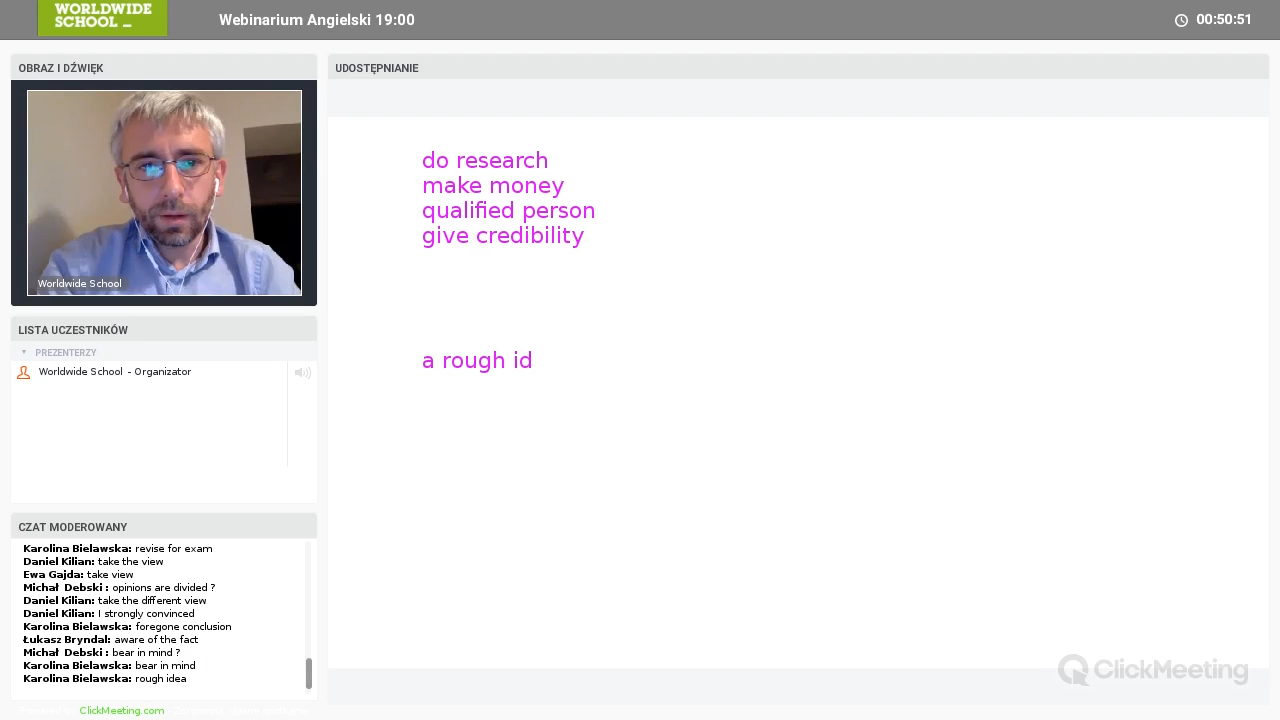 WORLDWIDE
SCHOOL
Webinarium Angielski 19:00
00:50:51
OBRAZ I DŹWIĘK
Worldwide School
LISTA UCZESTNIKÓW
PREZENTERZY
Worldwide School - Organizator
CZAT MODEROWANY
Karolina Bielawska: revise for exam
Daniel Kilian: take the view
Ewa Gajda: take view
Michał Debski : opinions are divided ?
Daniel Kilian: take the different view
Daniel Kilian: I strongly convinced
Karolina Bielawska: foregone conclusion
Łukasz Bryndal: aware of the fact
Michał Debski : bear in mind ?
Karolina Bielawska: bear in mind
Karolina Bielawska: rough idea
ClickMeeting.com
UDOSTĘPNIANIE
do research
make money
qualified person
give credibility
a rough id
ClickMeeting